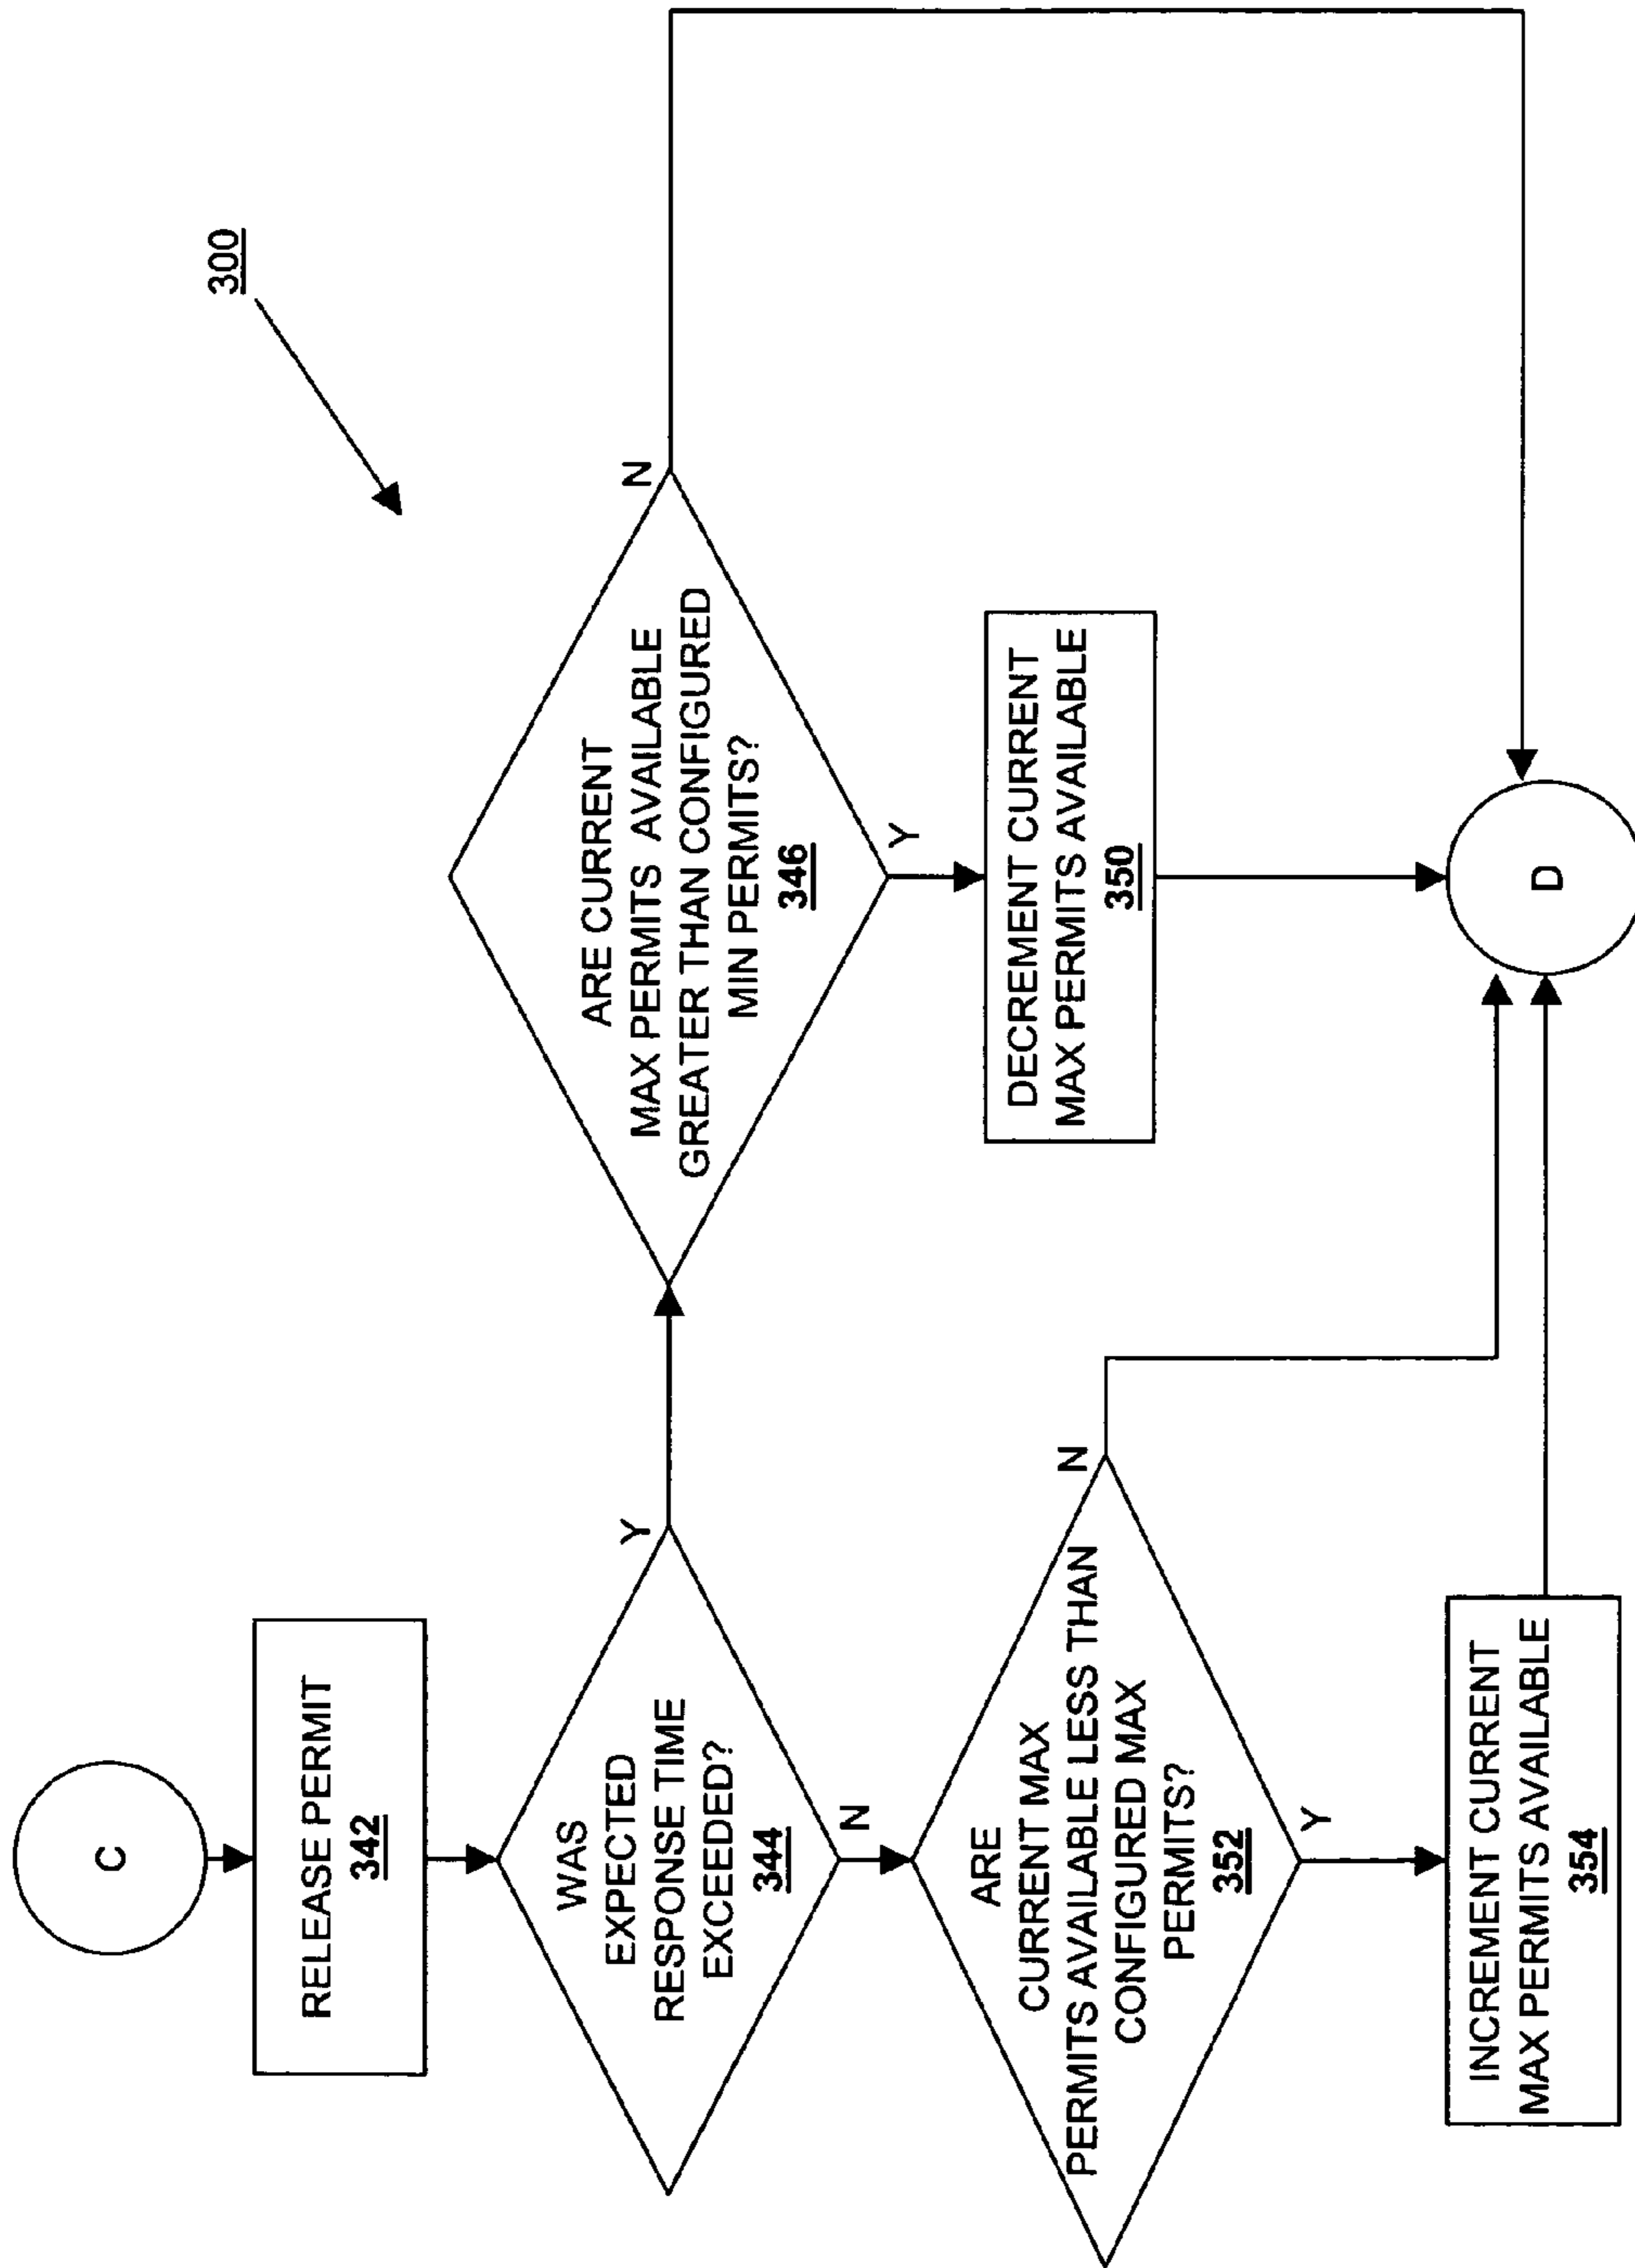 300
C
RELEASE PERMIT
342
WAS
EXPECTED
RESPONSE TIME
EXCEEDED?
344
Y
N
ARE CURRENT
MAX PERMITS AVAILABLE
GREATER THAN CONFIGURED
MIN PERMITS?
346
N
Y
DECREMENT CURRENT
MAX PERMITS AVAILABLE
350
ARE
CURRENT MAX
PERMITS AVAILABLE LESS THAN
CONFIGURED MAX
PERMITS?
352
N
Y
INCREMENT CURRENT
MAX PERMITS AVAILABLE
354
D